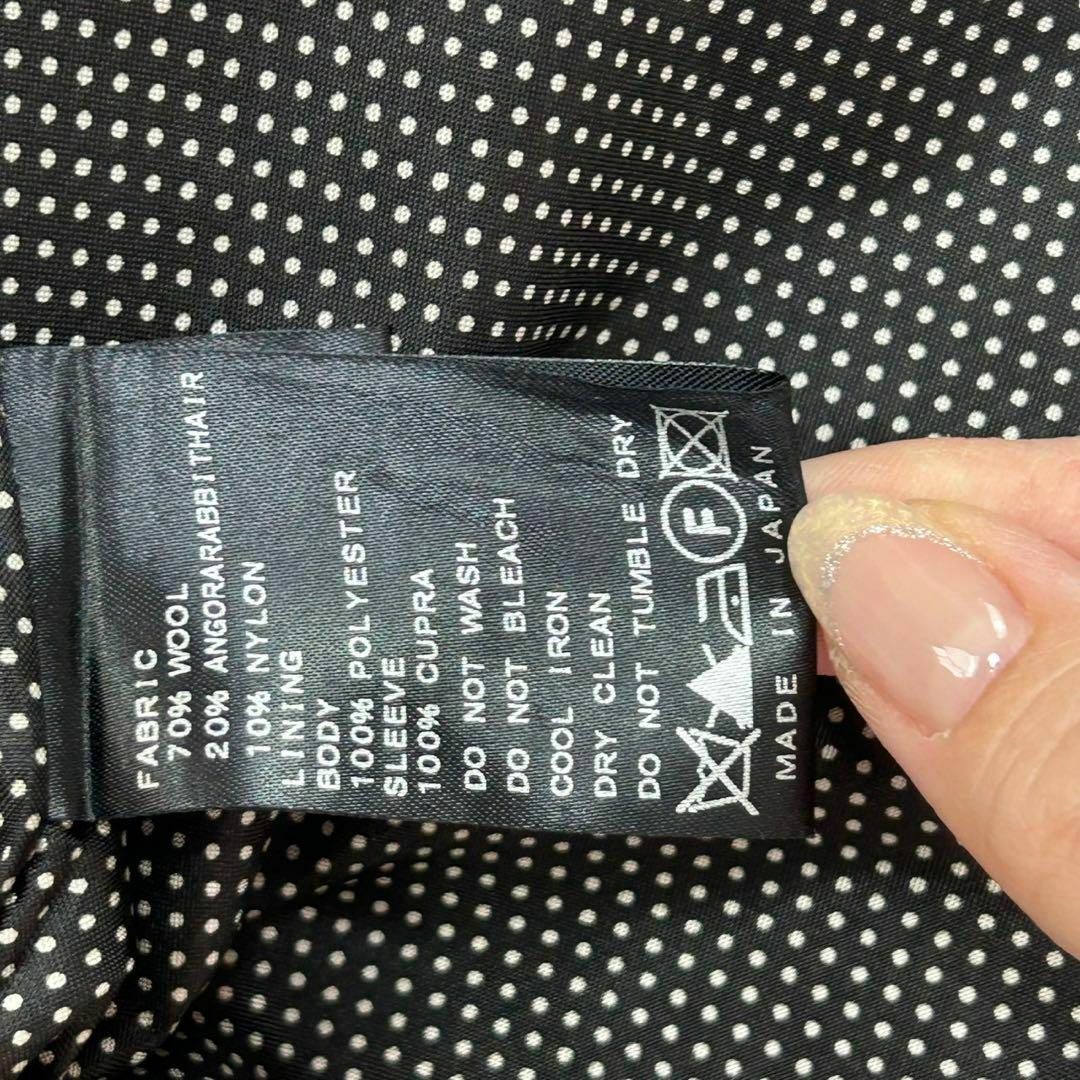 FABRIC
70% WOOL
20% ANGORARABBITHAIR
10% NYLON
LINING
BODY
100% POLYESTER
SLEEVE
100% CUPRA
DO NOT WASH
DO NOT BLEACH
COOL IRON
DRY CLEAN
DO NOT TUMBLE DRY
F
MADE IN JAPAN